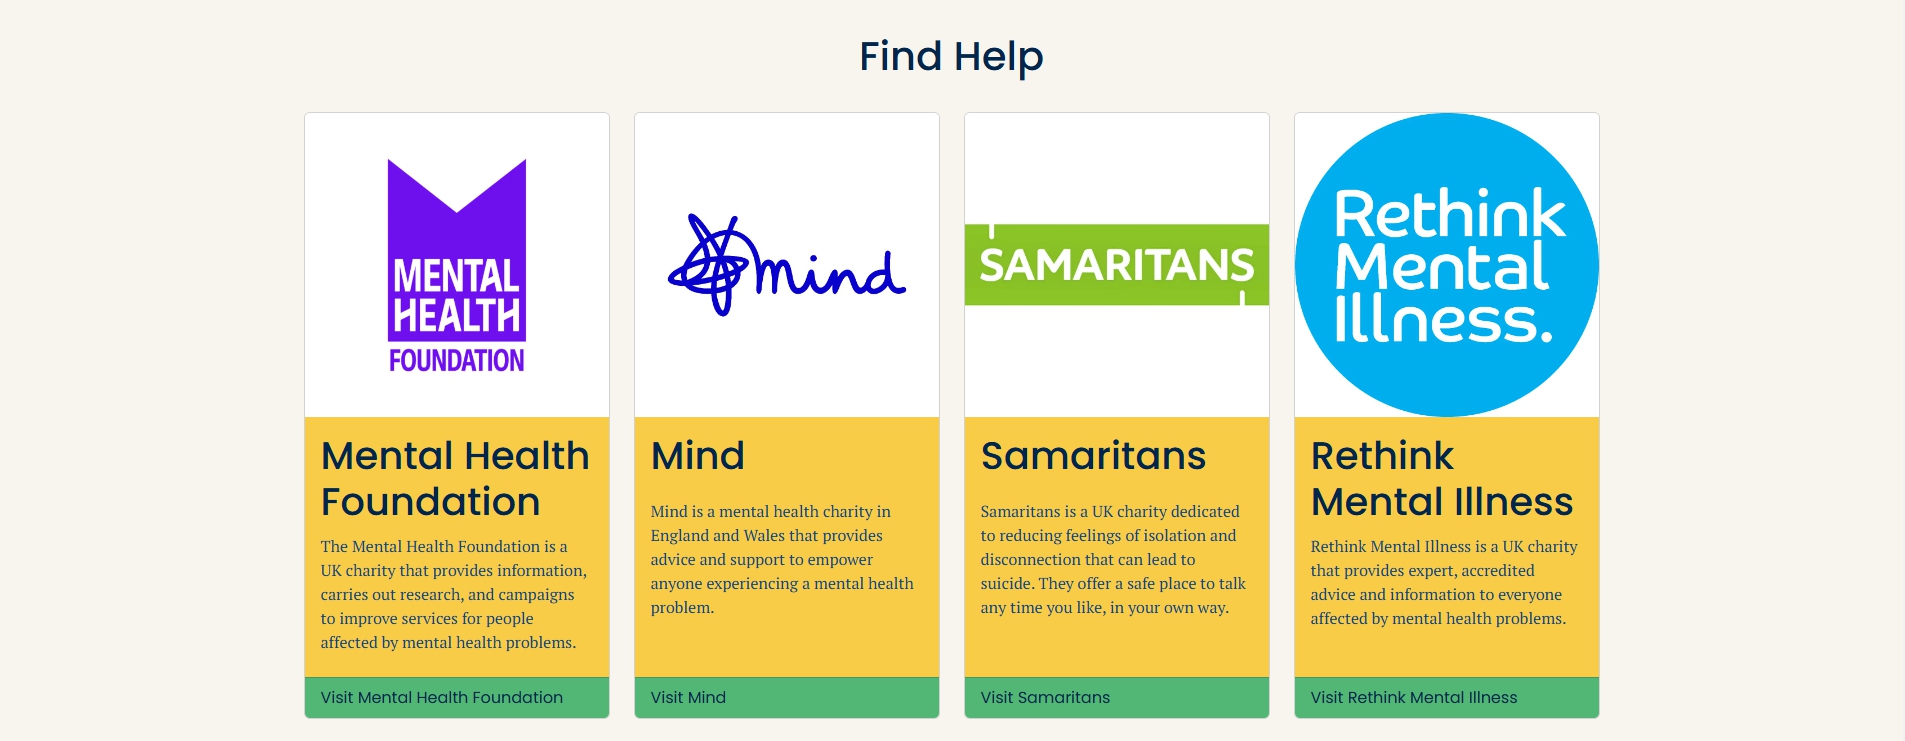 Find Help
MENTAL
HEALTH
FOUNDATION
mind
SAMARITANS
Rethink
Mental
Illness.
Mental Health
Foundation
The Mental Health Foundation is a
UK charity that provides information,
carries out research, and campaigns
to improve services for people
affected by mental health problems.
Visit Mental Health Foundation
Mind
Mind is a mental health charity in
England and Wales that provides
advice and support to empower
anyone experiencing a mental health
problem.
Visit Mind
Samaritans
Samaritans is a UK charity dedicated
to reducing feelings of isolation and
disconnection that can lead to
suicide. They offer a safe place to talk
any time you like, in your own way.
Visit Samaritans
Rethink
Mental Illness
Rethink Mental Illness is a UK charity
that provides expert, accredited
advice and information to everyone
affected by mental health problems.
Visit Rethink Mental Illness